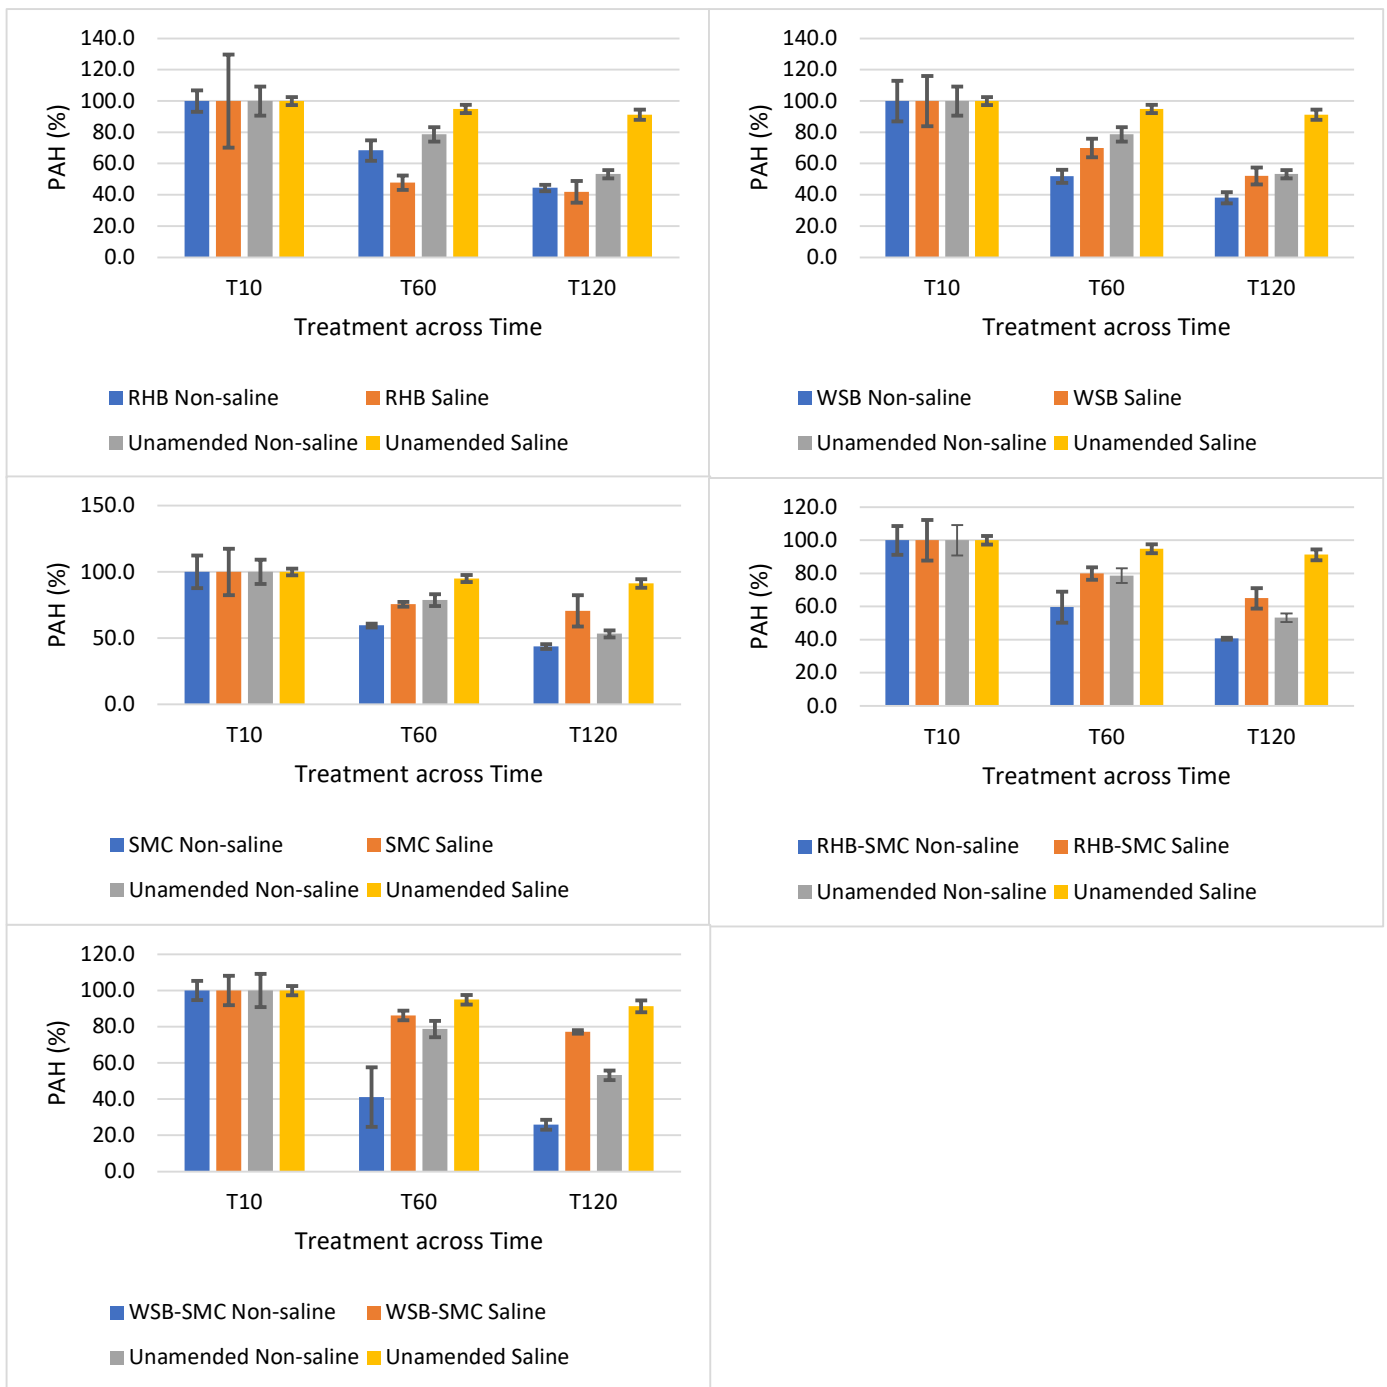 140.0
120.0
100.0
80.0
60.0
40.0
20.0
0.0
PAH (%)
T10 T60 T120
Treatment across Time
RHB Non-saline RHB Saline
Unamended Non-saline Unamended Saline
140.0
120.0
100.0
80.0
60.0
40.0
20.0
0.0
PAH (%)
T10 T60 T120
Treatment across Time
WSB Non-saline WSB Saline
Unamended Non-saline Unamended Saline
150.0
100.0
50.0
0.0
PAH (%)
T10 T60 T120
Treatment across Time
SMC Non-saline SMC Saline
Unamended Non-saline Unamended Saline
120.0
100.0
80.0
60.0
40.0
20.0
0.0
PAH (%)
T10 T60 T120
Treatment across Time
RHB-SMC Non-saline RHB-SMC Saline
Unamended Non-saline Unamended Saline
120.0
100.0
80.0
60.0
40.0
20.0
0.0
PAH (%)
T10 T60 T120
Treatment across Time
WSB-SMC Non-saline WSB-SMC Saline
Unamended Non-saline Unamended Saline